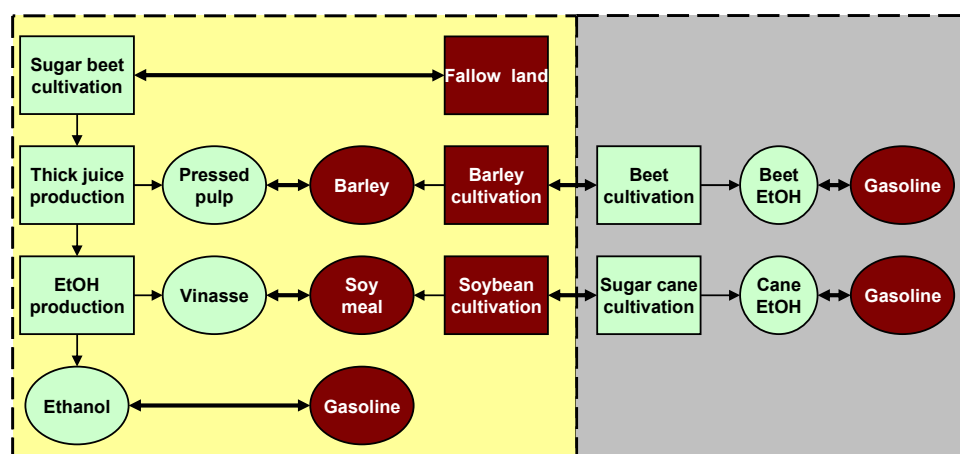 Sugar beet
cultivation
Fallow land
Thick juice
production
Pressed
pulp
Barley
Barley
cultivation
Beet
cultivation
Beet
EtOH
Gasoline
EtOH
production
Vinasse
Soy
meal
Soybean
cultivation
Sugar cane
cultivation
Cane
EtOH
Gasoline
Ethanol
Gasoline